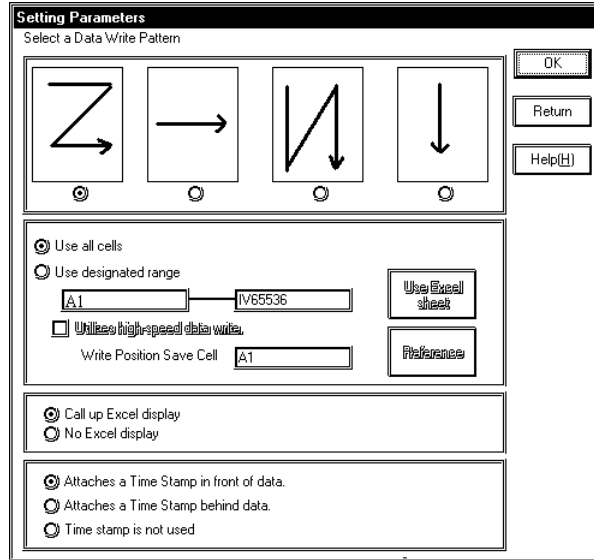 Setting Parameters
Select a Data Write Pattern
OK
Return
Help(H)
Use all cells
Use designated range
A1
IV65536
Use Excel
sheet
Utilizes high-speed data write.
Write Position Save Cell
A1
Preference
Call up Excel display
No Excel display
Attaches a Time Stamp in front of data.
Attaches a Time Stamp behind data.
Time stamp is not used